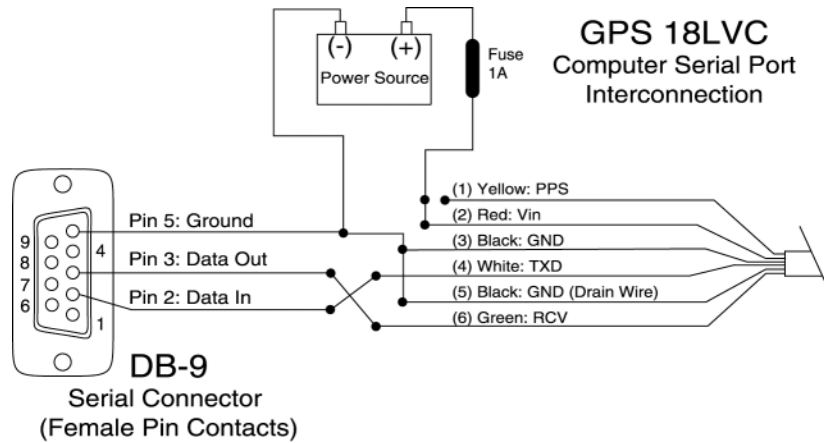 GPS 18LVC
Computer Serial Port
Interconnection
(-) (+)
Power Source
Fuse
1A
(1) Yellow: PPS
(2) Red: Vin
(3) Black: GND
(4) White: TXD
(5) Black: GND (Drain Wire)
(6) Green: RCV
Pin 5: Ground
Pin 3: Data Out
Pin 2: Data In
9
8
7
6
4
1
DB-9
Serial Connector
(Female Pin Contacts)